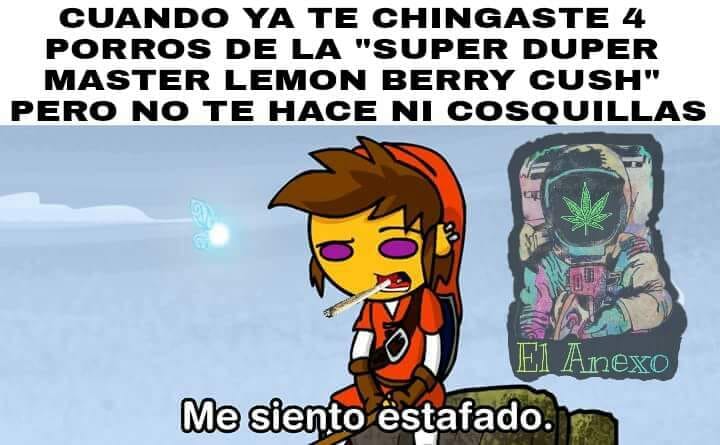 CUANDO YA TE CHINGASTE 4
PORROS DE LA "SUPER DUPER
MASTER LEMON BERRY CUSH"
PERO NO TE HACE NI COSQUILLAS
El Anexo
Me siento estafado.